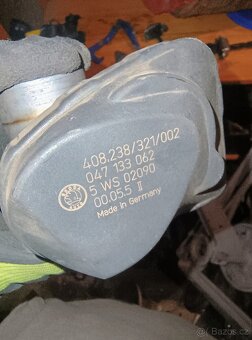 408.238/321/002
047 133 062
5 WS 02090
00.05.5 II
Made in Germany
Bazos.cz